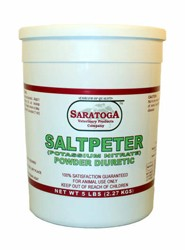 SARATOGA
Veterinary Products
Company
SALTPETER
(POTASSIUM NITRATE)
POWDER DIURETIC
100% SATISFACTION GUARANTEED
FOR ANIMAL USE ONLY
KEEP OUT OF REACH OF CHILDREN
NET WT 5 LBS (2.27 KGS)